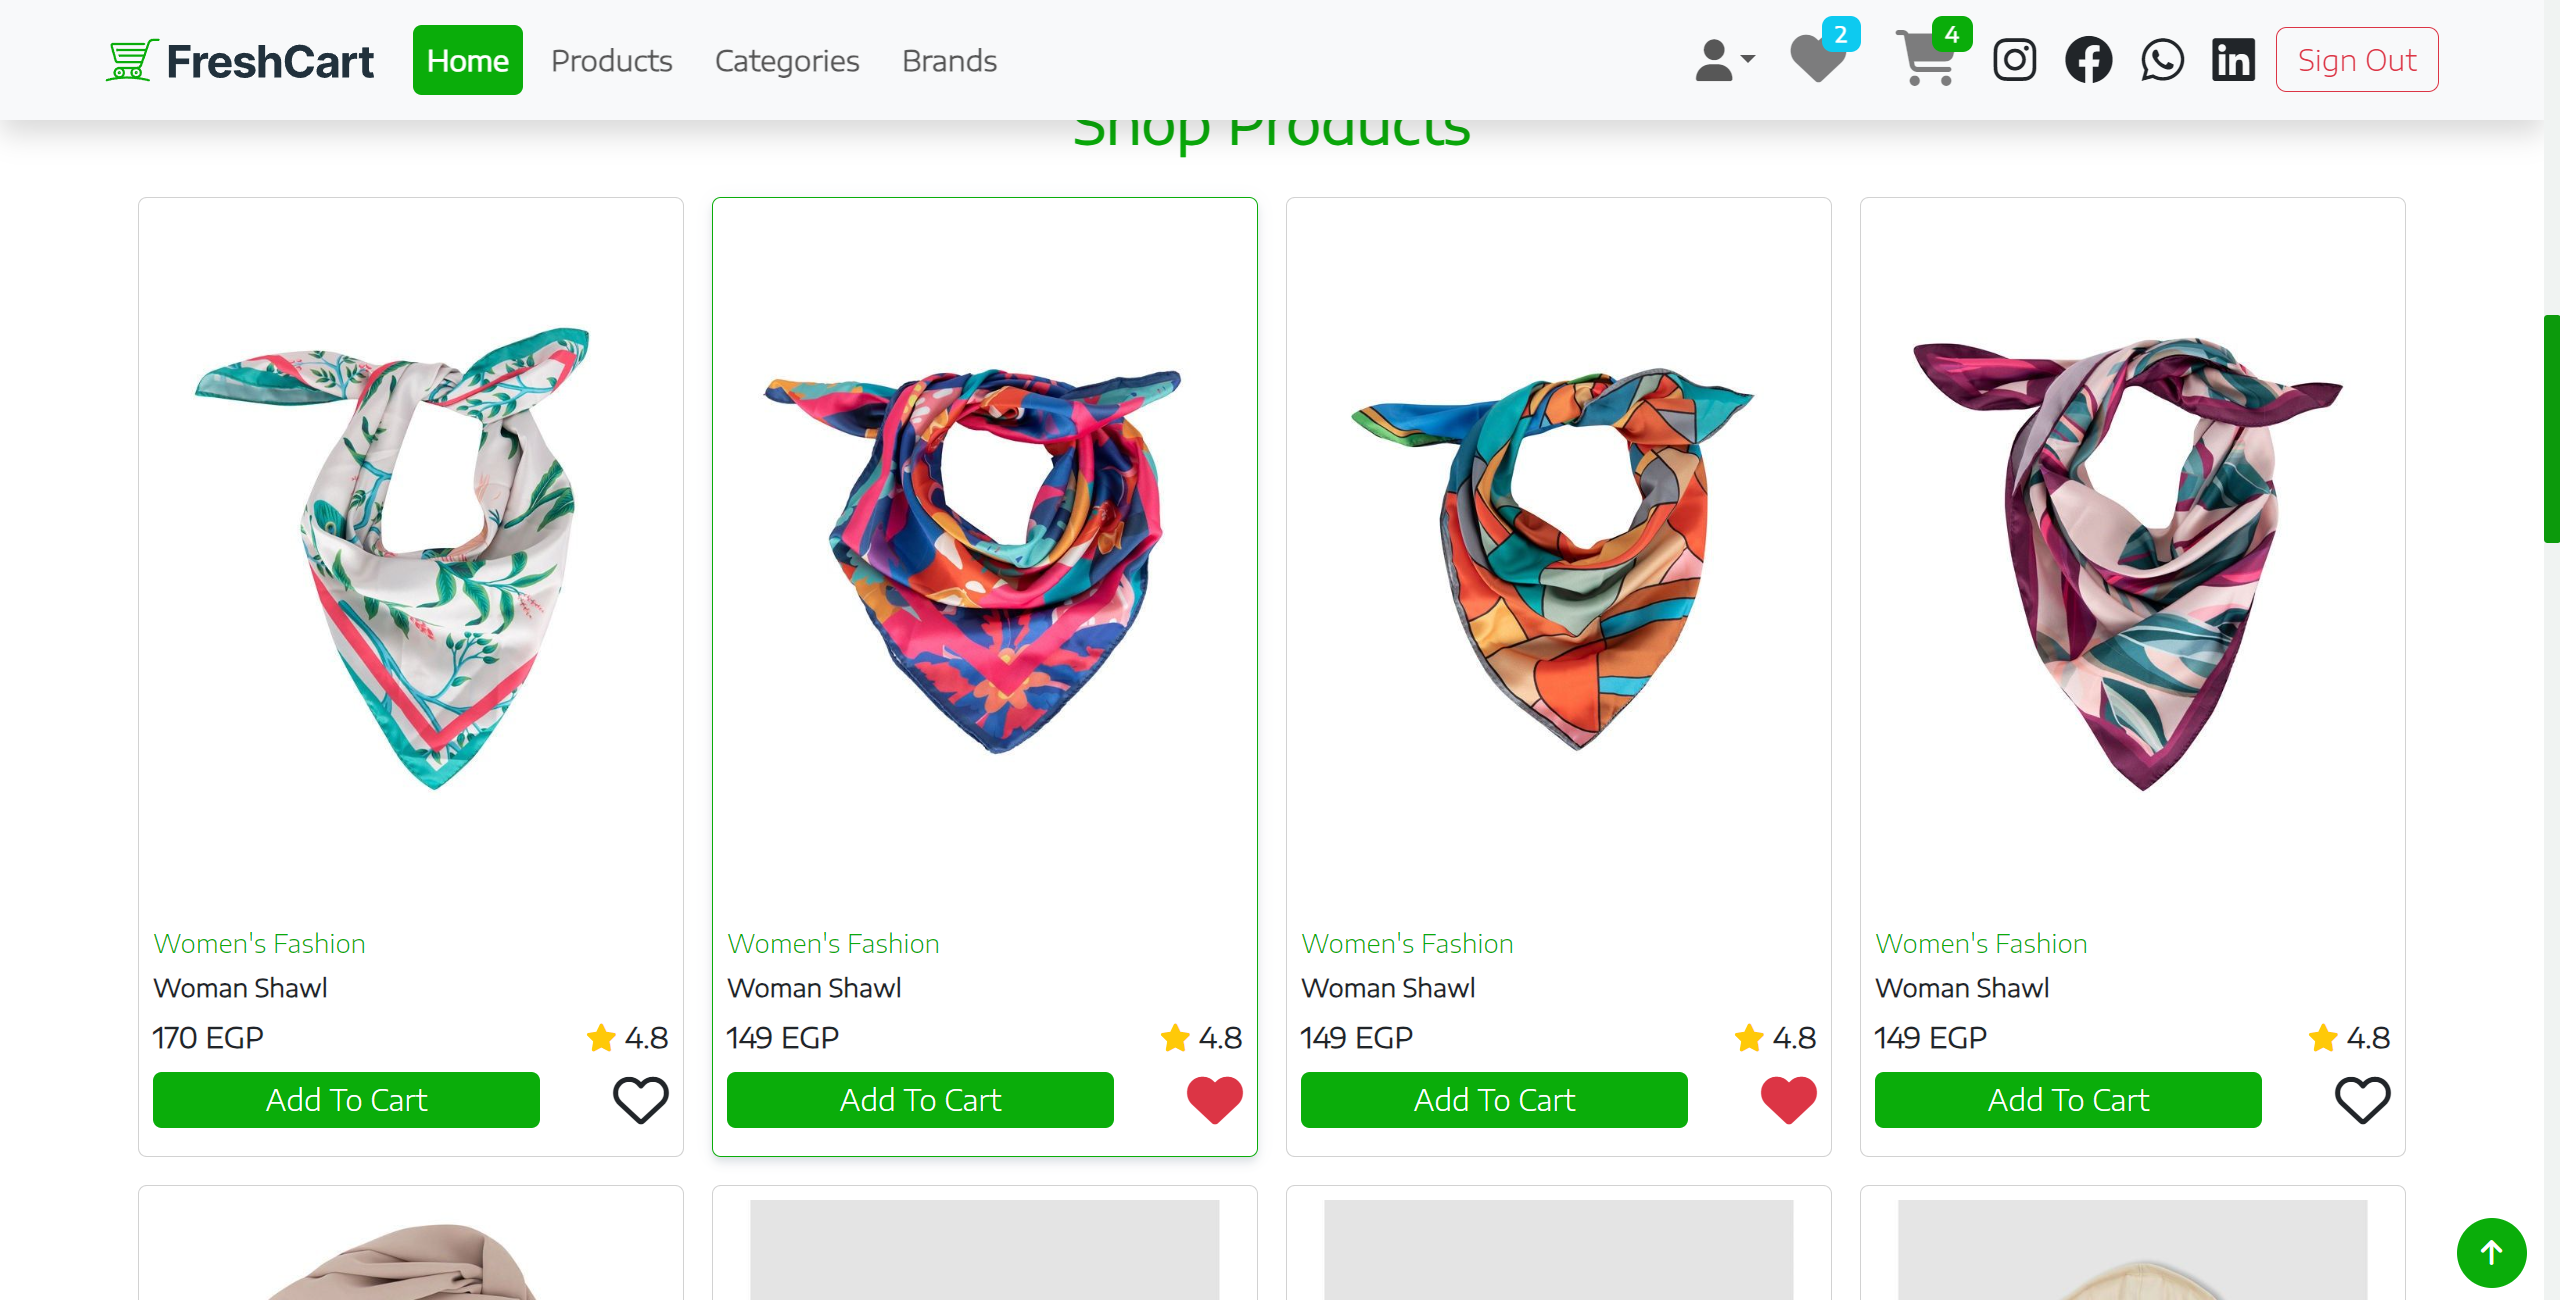 FreshCart Home Products Categories Brands 2 4 Sign Out
Shop Products
Women's Fashion Women's Fashion Women's Fashion Women's Fashion
Woman Shawl Woman Shawl Woman Shawl Woman Shawl
170 EGP 4.8 149 EGP 4.8 149 EGP 4.8 149 EGP 4.8
Add To Cart Add To Cart Add To Cart Add To Cart